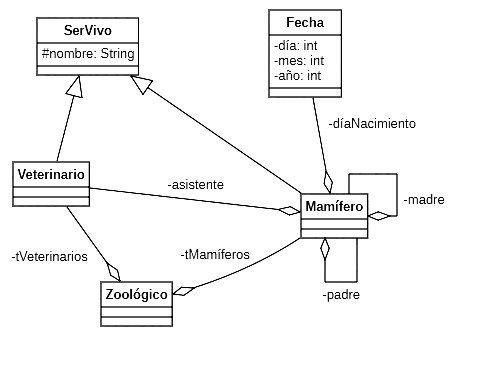 SerVivo
#nombre: String
Fecha
-día: int
-mes: int
-año: int
-díaNacimiento
Veterinario
-asistente
Mamífero
-madre
-tVeterinarios
-tMamíferos
Zoológico
-padre